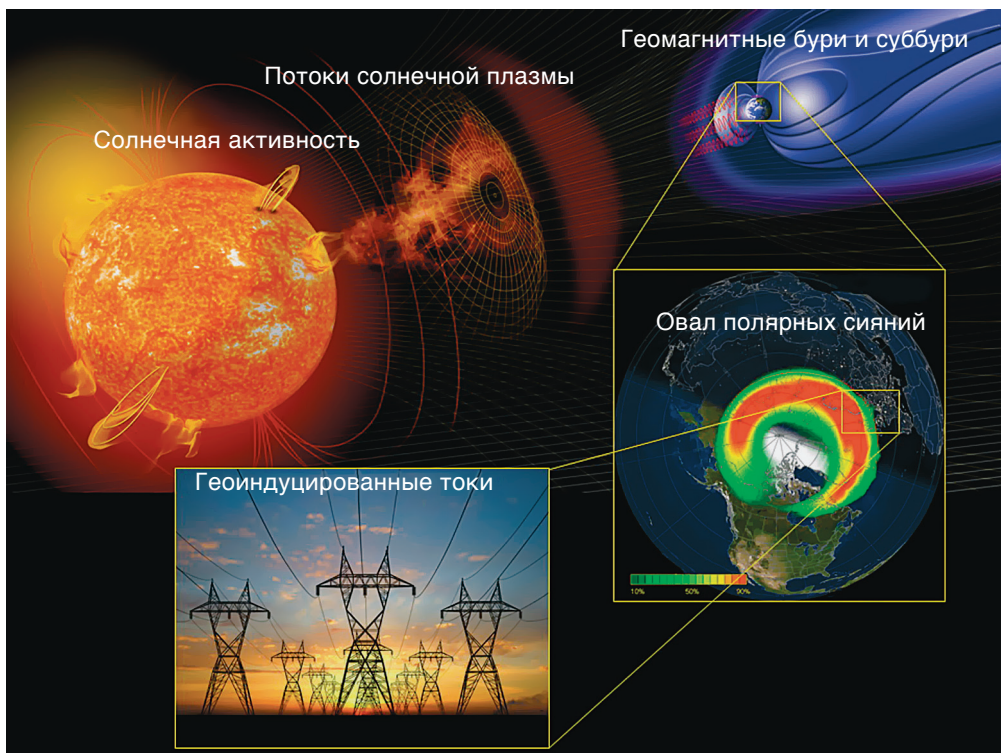 Геомагнитные бури и суббури
Потоки солнечной плазмы
Солнечная активность
Овал полярных сияний
10% 50% 90%
Геоиндуцированные токи